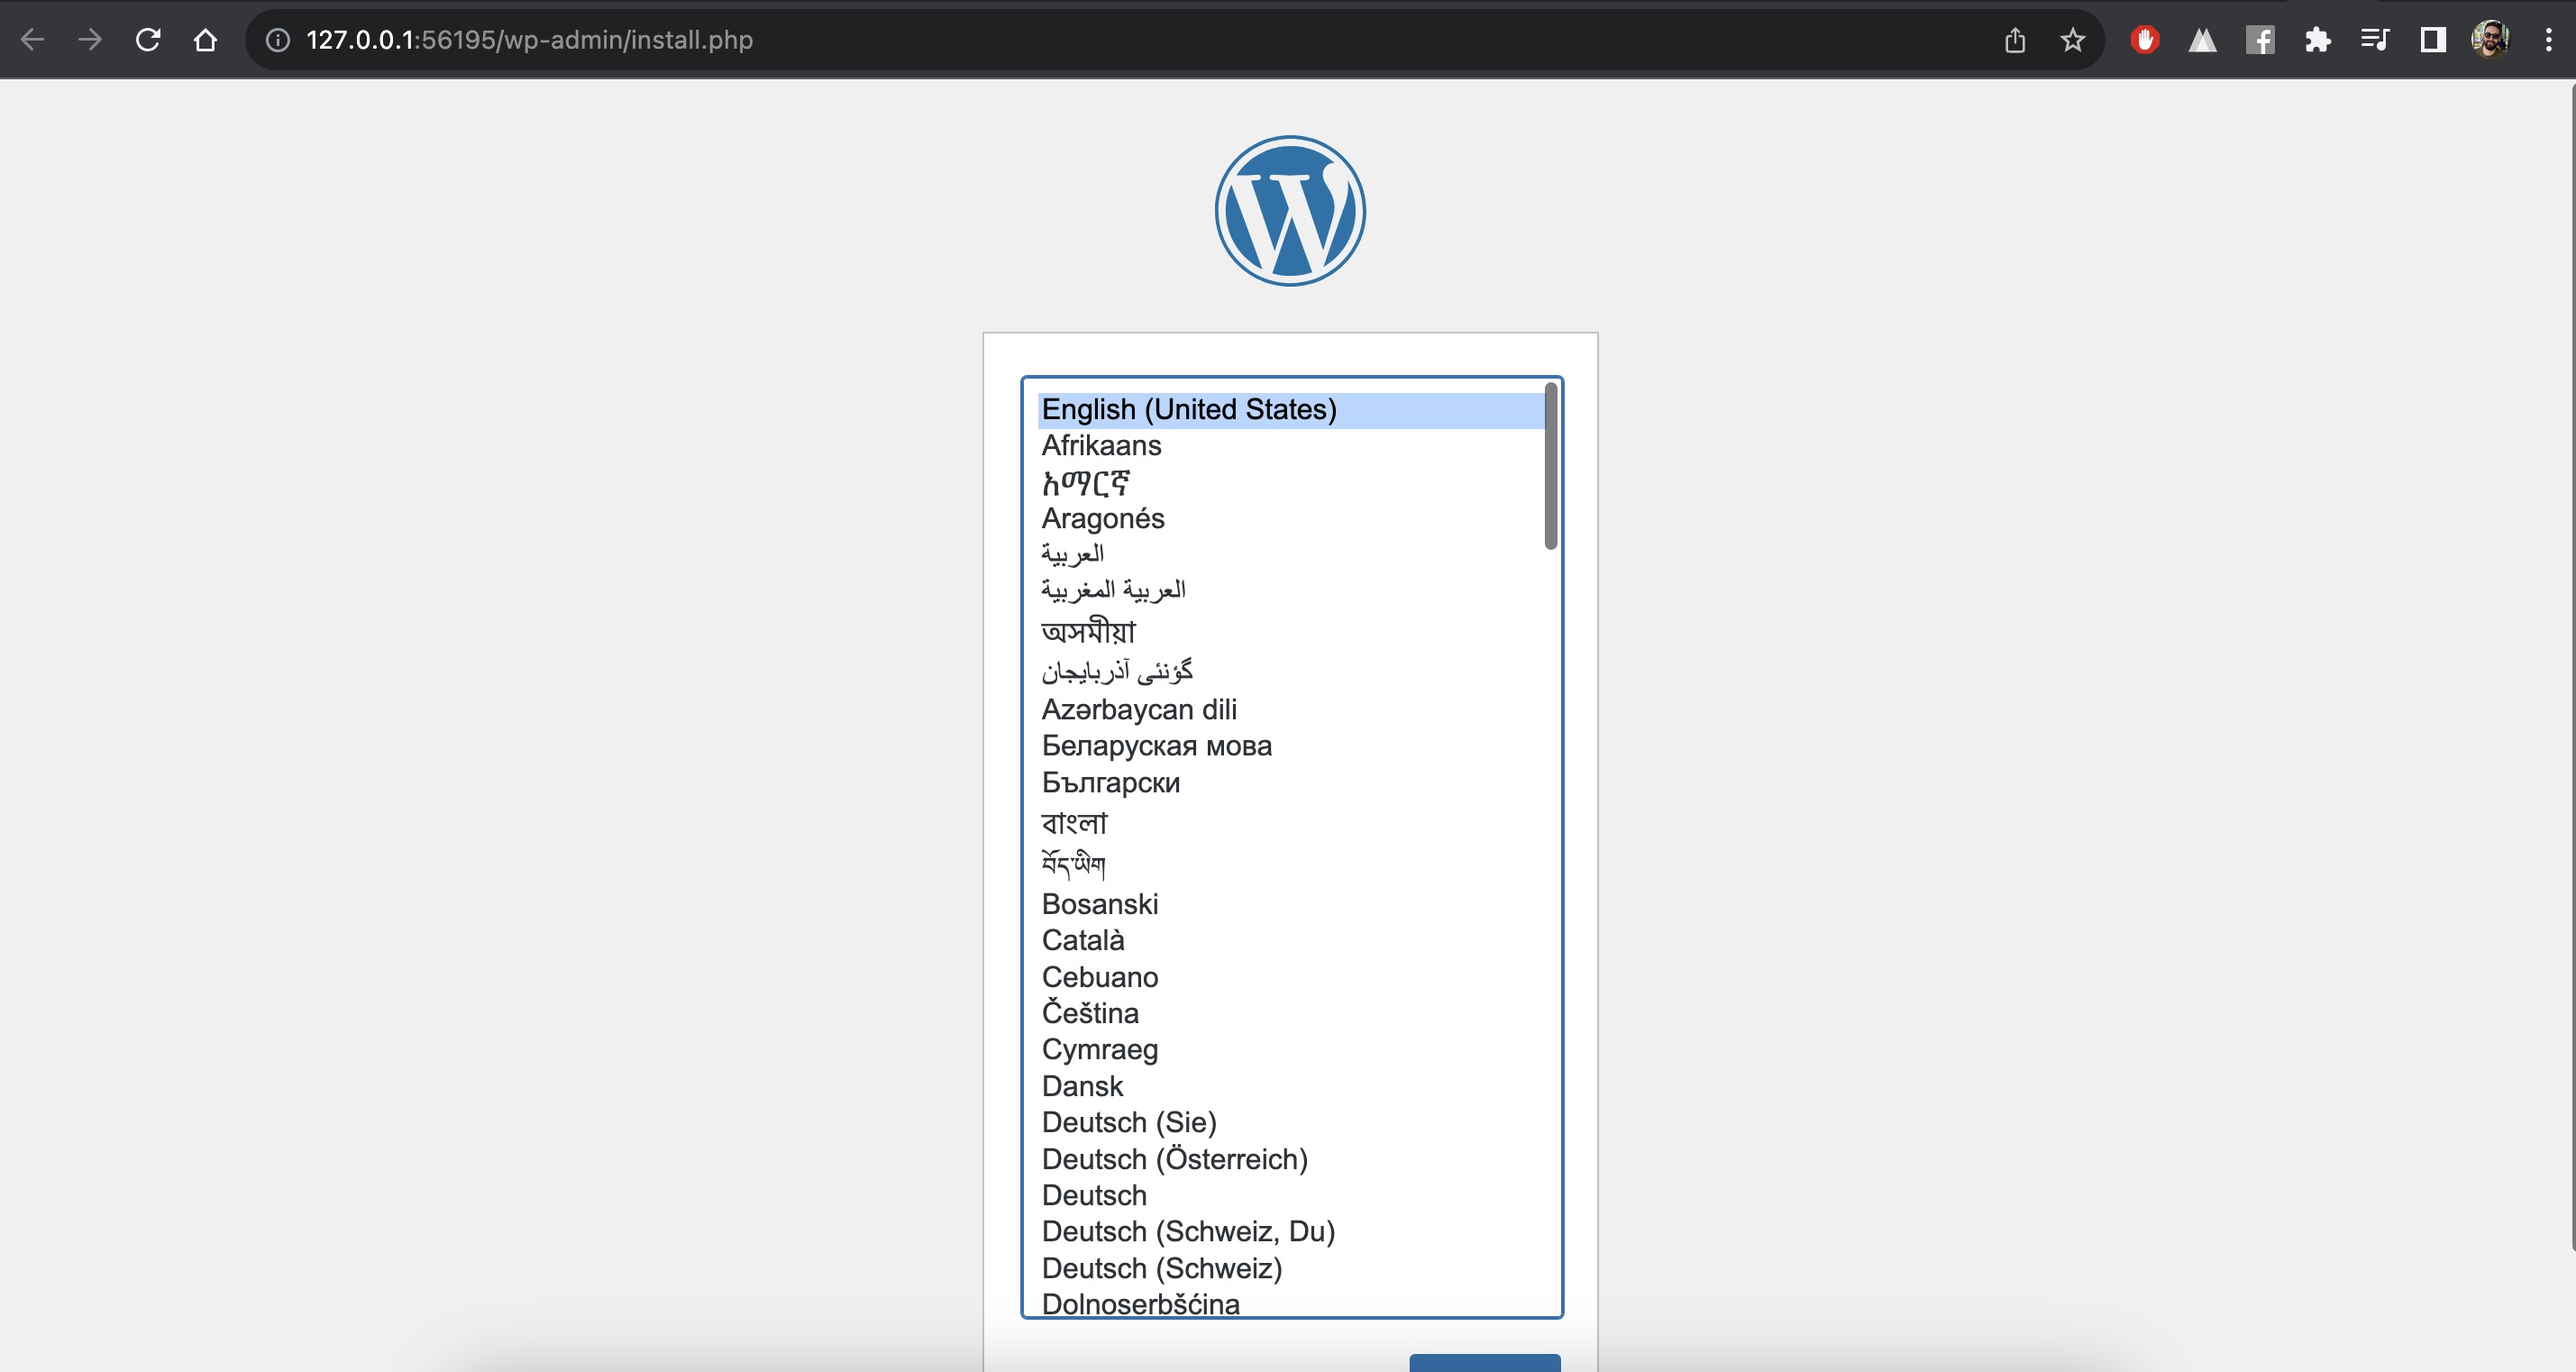 127.0.0.1:56195/wp-admin/install.php
English (United States)
Afrikaans
አማርኛ
Aragonés
العربية
العربية المغربية
অসমীয়া
گؤنئی آذربایجان
Azərbaycan dili
Беларуская мова
Български
বাংলা
བོད་ཡིག
Bosanski
Català
Cebuano
Čeština
Cymraeg
Dansk
Deutsch (Sie)
Deutsch (Österreich)
Deutsch
Deutsch (Schweiz, Du)
Deutsch (Schweiz)
Dolnoserbšćina